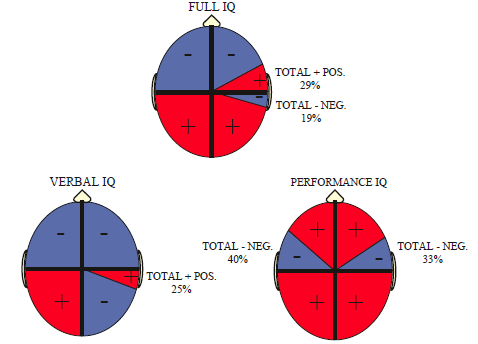 FULL IQ
- -
+
TOTAL + POS.
29%
-
TOTAL - NEG.
19%
+ +
VERBAL IQ
- -
+
TOTAL + POS.
25%
+ -
PERFORMANCE IQ
+ +
TOTAL - NEG.
40%
- -
TOTAL - NEG.
33%
+ +